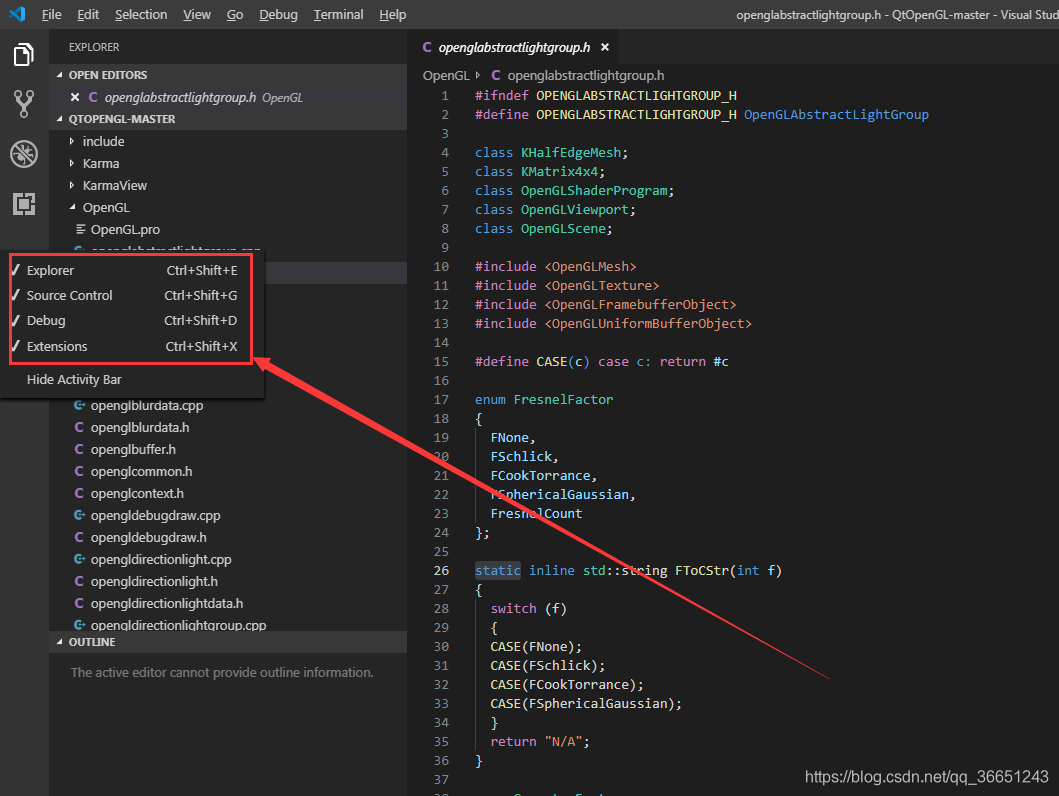 File Edit Selection View Go Debug Terminal Help
openglabstractlightgroup.h - QtOpenGL-master - Visual Stud
EXPLORER
OPEN EDITORS
openglabstractlightgroup.h OpenGL
QTOPENGL-MASTER
include
Karma
KarmaView
OpenGL
OpenGL.pro
openglabstractlightgroup.cpp
Explorer Ctrl+Shift+E
Source Control Ctrl+Shift+G
Debug Ctrl+Shift+D
Extensions Ctrl+Shift+X
Hide Activity Bar
openglblurdata.cpp
openglblurdata.h
openglbuffer.h
openglcommon.h
openglcontext.h
opengldebugdraw.cpp
opengldebugdraw.h
opengldirectionlight.cpp
opengldirectionlight.h
opengldirectionlightdata.h
opengldirectionlightgroup.cpp
OUTLINE
The active editor cannot provide outline information.
openglabstractlightgroup.h
OpenGL openglabstractlightgroup.h
1 #ifndef OPENGLABSTRACTLIGHTGROUP_H
2 #define OPENGLABSTRACTLIGHTGROUP_H OpenGLAbstractLightGroup
3
4 class KHalfEdgeMesh;
5 class KMatrix4x4;
6 class OpenGLShaderProgram;
7 class OpenGLViewport;
8 class OpenGLScene;
9
10 #include <OpenGLMesh>
11 #include <OpenGLTexture>
12 #include <OpenGLFramebufferObject>
13 #include <OpenGLUniformBufferObject>
14
15 #define CASE(c) case c: return #c
16
17 enum FresnelFactor
18 {
19 FNone,
20 FSchlick,
21 FCookTorrance,
22 FSphericalGaussian,
23 FresnelCount
24 };
25
26 static inline std::string FToCStr(int f)
27 {
28 switch (f)
29 {
30 CASE(FNone);
31 CASE(FSchlick);
32 CASE(FCookTorrance);
33 CASE(FSphericalGaussian);
34 }
35 return "N/A";
36 }
37
https://blog.csdn.net/qq_36651243